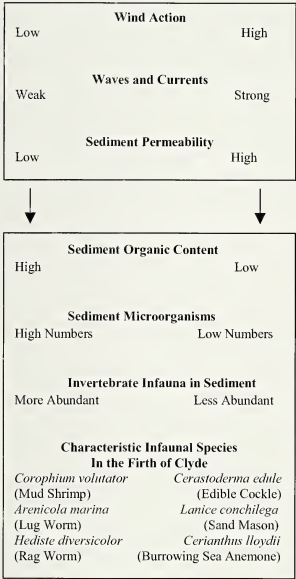 Wind Action
Low High
Waves and Currents
Weak Strong
Sediment Permeability
Low High
Sediment Organic Content
High Low
Sediment Microorganisms
High Numbers Low Numbers
Invertebrate Infauna in Sediment
More Abundant Less Abundant
Characteristic Infaunal Species
In the Firth of Clyde
Corophium volutator Cerastoderma edule
(Mud Shrimp) (Edible Cockle)
Arenicola marina Lanice conchilega
(Lug Worm) (Sand Mason)
Hediste diversicolor Cerianthus lloydii
(Rag Worm) (Burrowing Sea Anemone)